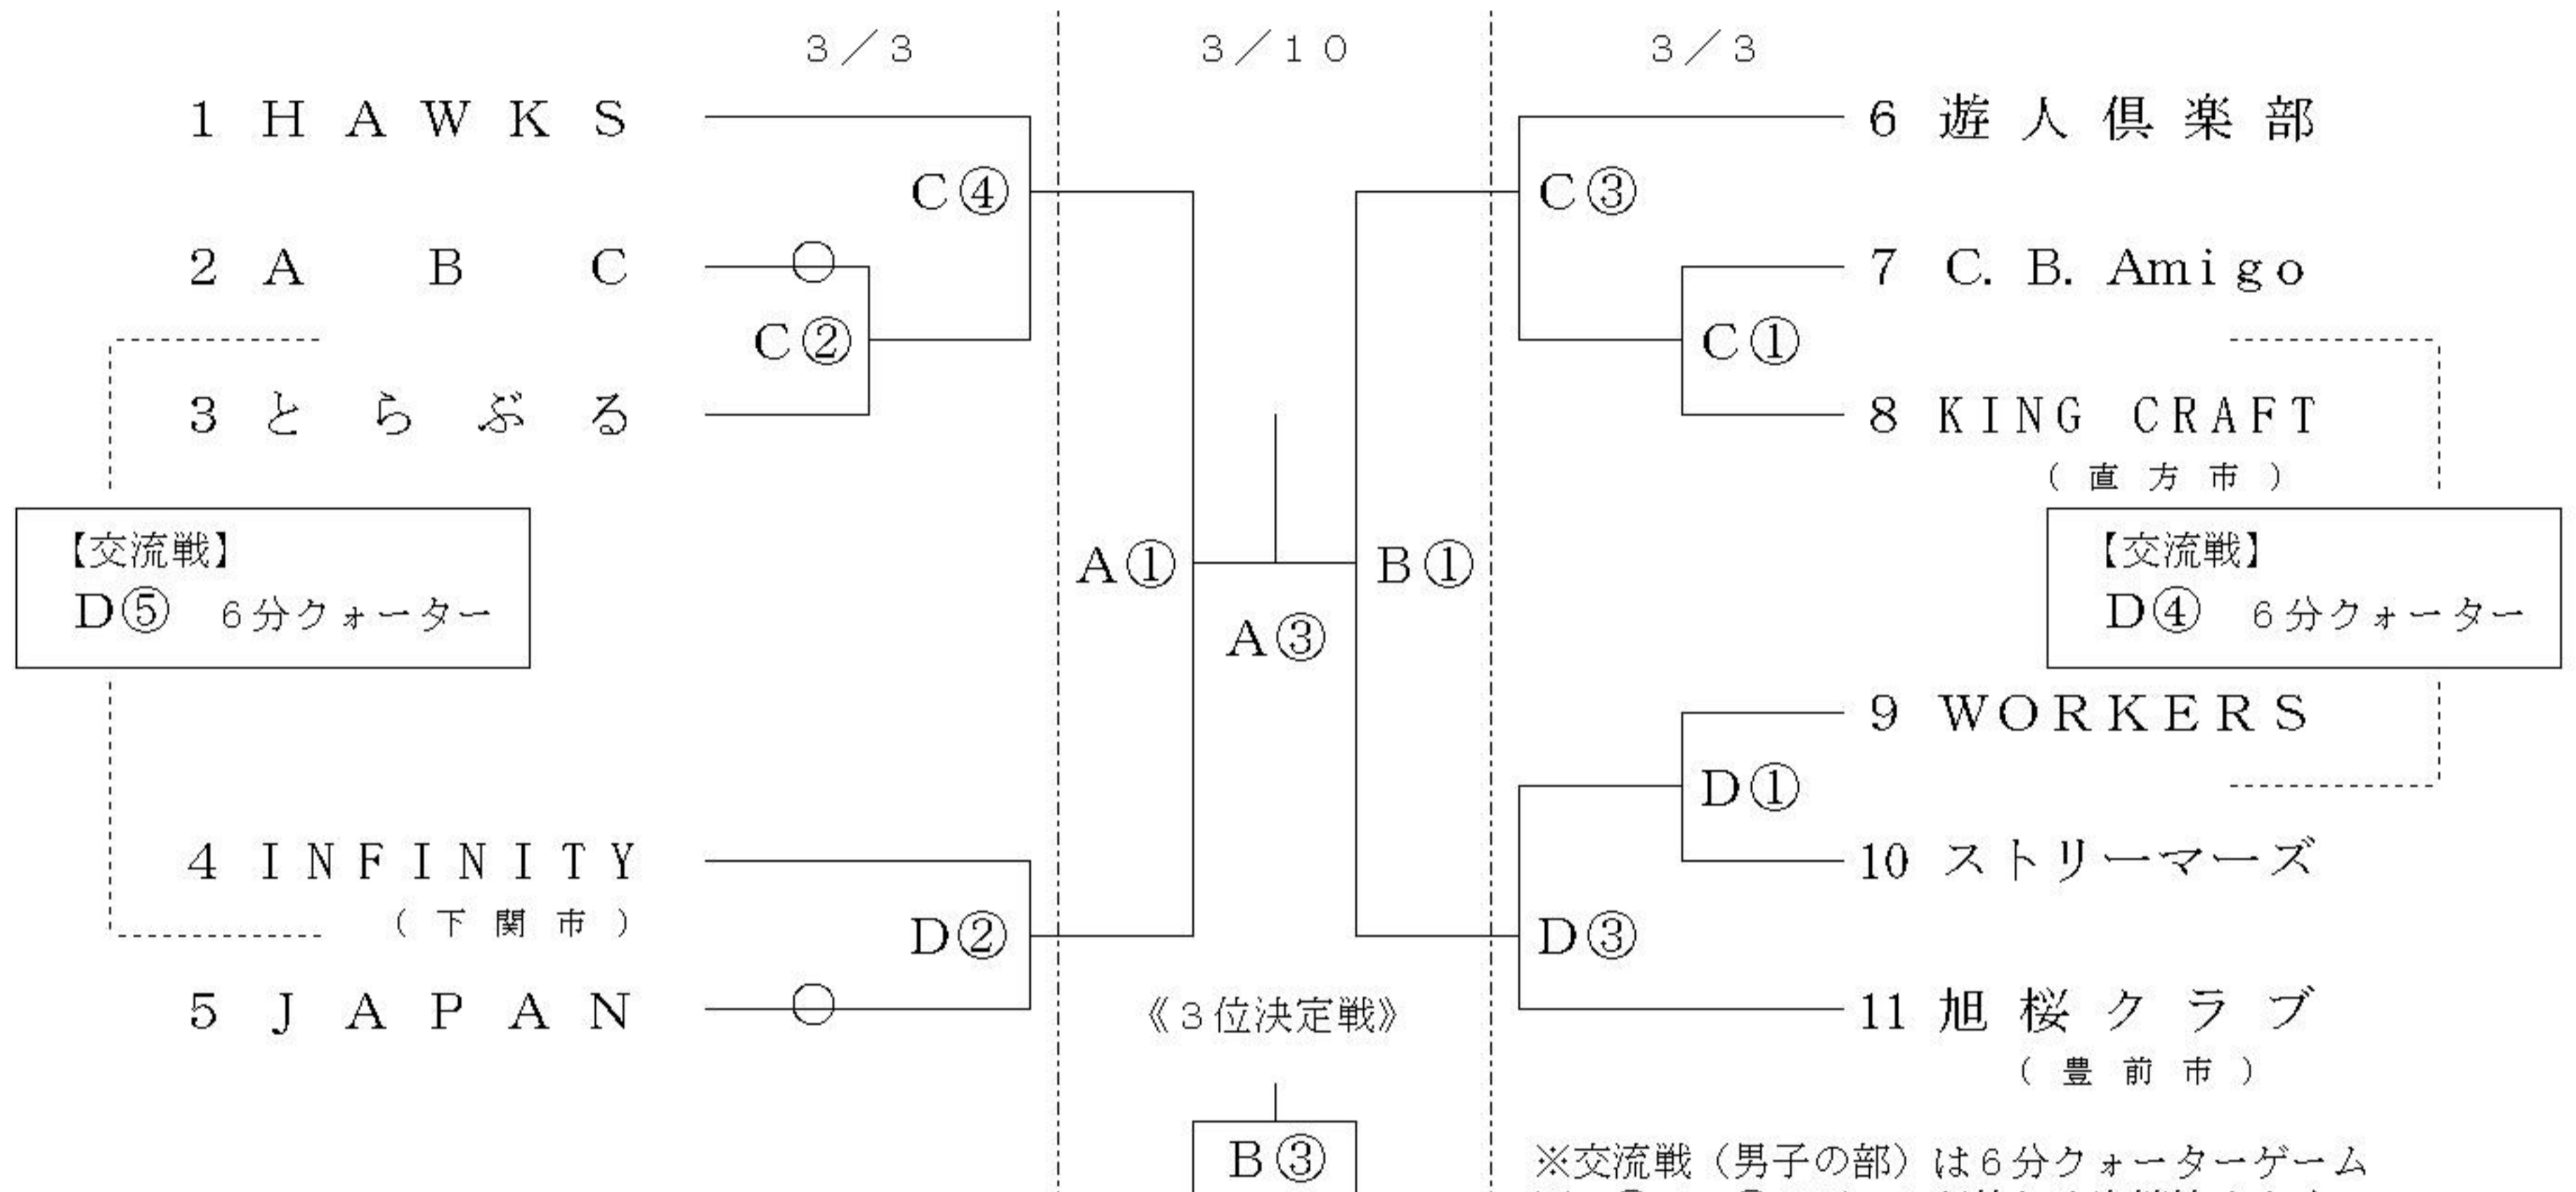 3／3
3／10
3／3
1 HAWKS
6 遊人倶楽部
C④
C③
2 ABC
7 C. B. Amigo
C②
C①
3 とらぶる
8 KING CRAFT
(直方市)
【交流戦】
D⑤ 6分クォーター
A①
B①
【交流戦】
D④ 6分クォーター
A③
9 WORKERS
D①
4 INFINITY
10 ストリーマーズ
(下関市)
D②
D③
5 JAPAN
《3位決定戦》
11 旭桜クラブ
(豊前市)
B③
※交流戦（男子の部）は6分クォーターゲーム